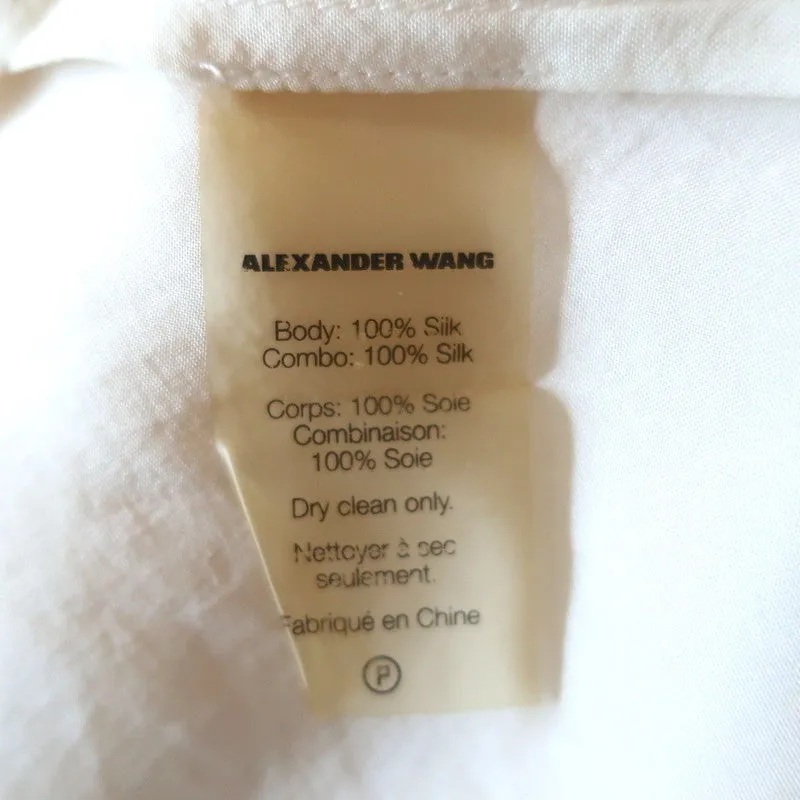 ALEXANDER WANG
Body: 100% Silk
Combo: 100% Silk
Corps: 100% Soie
Combinaison:
100% Soie
Dry clean only.
Nettoyer à sec
seulement.
Fabriqué en Chine
P